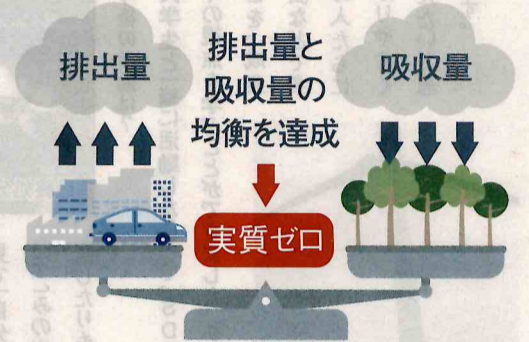 排出量
排出量と
吸収量の
均衡を達成
実質ゼロ
吸収量